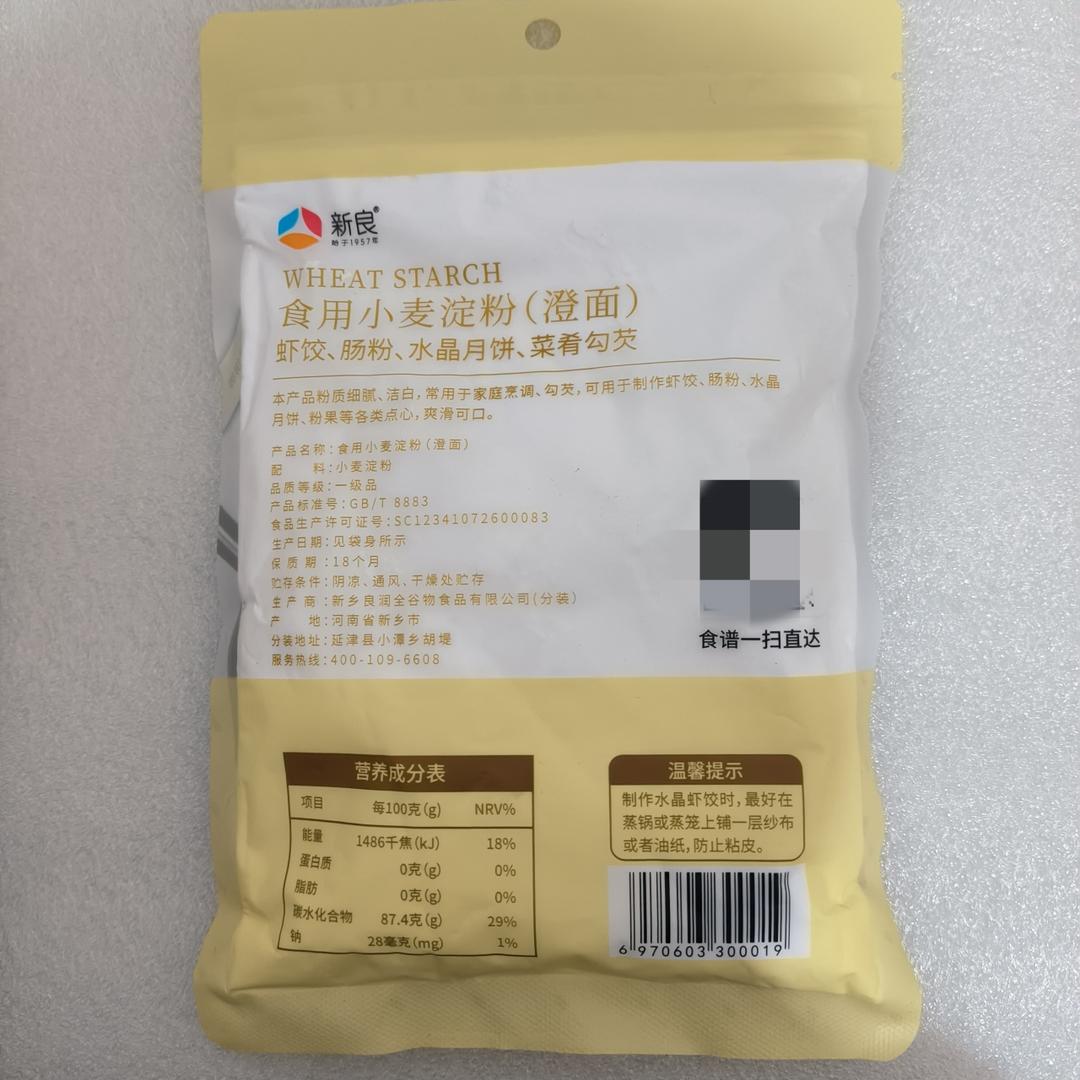 新良®
始于1957年
WHEAT STARCH
食用小麦淀粉(澄面)
虾饺、肠粉、水晶月饼、菜肴勾芡
本产品粉质细腻、洁白,常用于家庭烹调、勾芡,可用于制作虾饺、肠粉、水晶
月饼、粉果等各类点心,爽滑可口。
产品名称:食用小麦淀粉(澄面)
配 料:小麦淀粉
品质等级:一级品
产品标准号:GB/T 8883
食品生产许可证号:SC12341072600083
生产日期:见袋身所示
保 质 期:18个月
贮存条件:阴凉、通风、干燥处贮存
生 产 商:新乡良润全谷物食品有限公司(分装)
产 地:河南省新乡市
分装地址:延津县小潭乡胡堤
服务热线:400-109-6608
食谱一扫直达
营养成分表
项目 每100克(g) NRV%
能量 1486千焦(kJ) 18%
蛋白质 0克(g) 0%
脂肪 0克(g) 0%
碳水化合物 87.4克(g) 29%
钠 28毫克(mg) 1%
温馨提示
制作水晶虾饺时,最好在
蒸锅或蒸笼上铺一层纱布
或者油纸,防止粘皮。
6 970603 300019